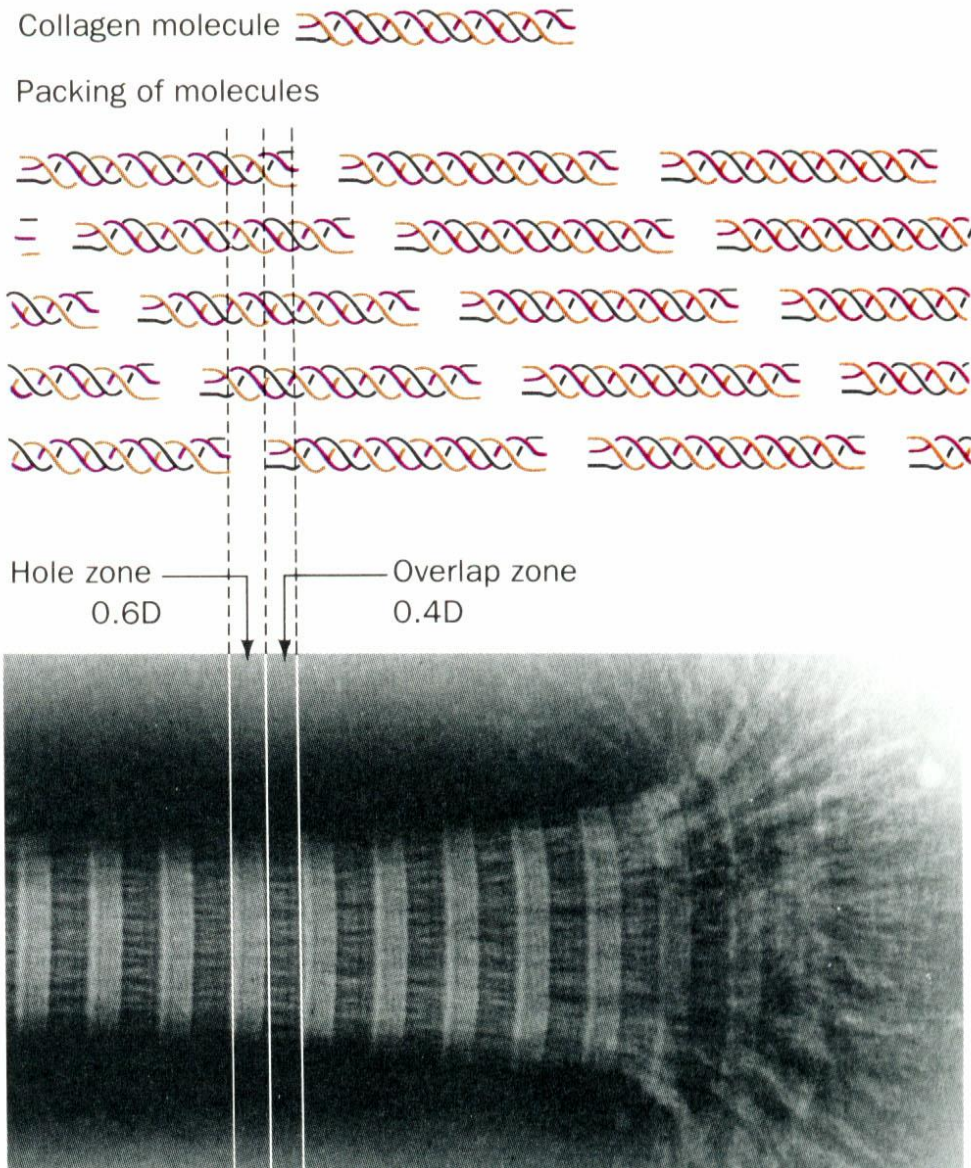 Collagen molecule
Packing of molecules
Hole zone
0.6D
Overlap zone
0.4D